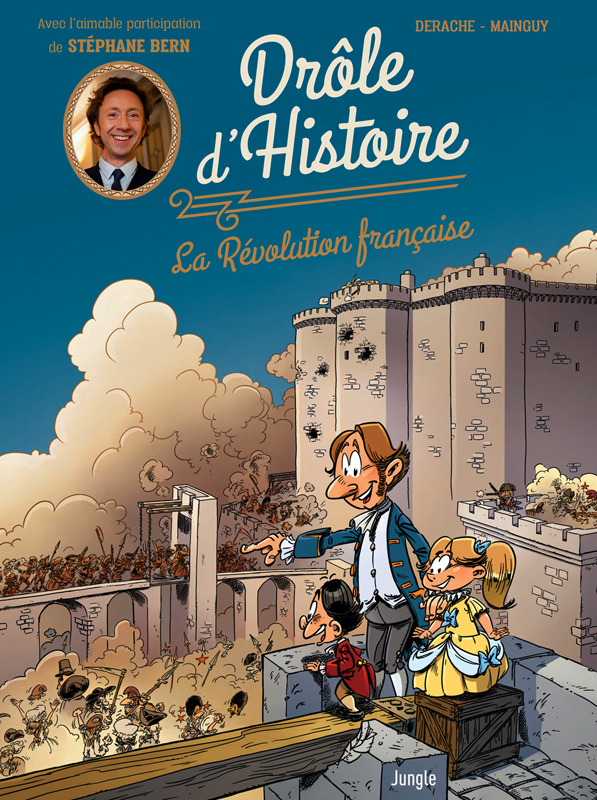 Avec l'aimable participation
de STÉPHANE BERN
DERACHE - MAINGUY
Drôle
d'Histoire
La Révolution française
Jungle